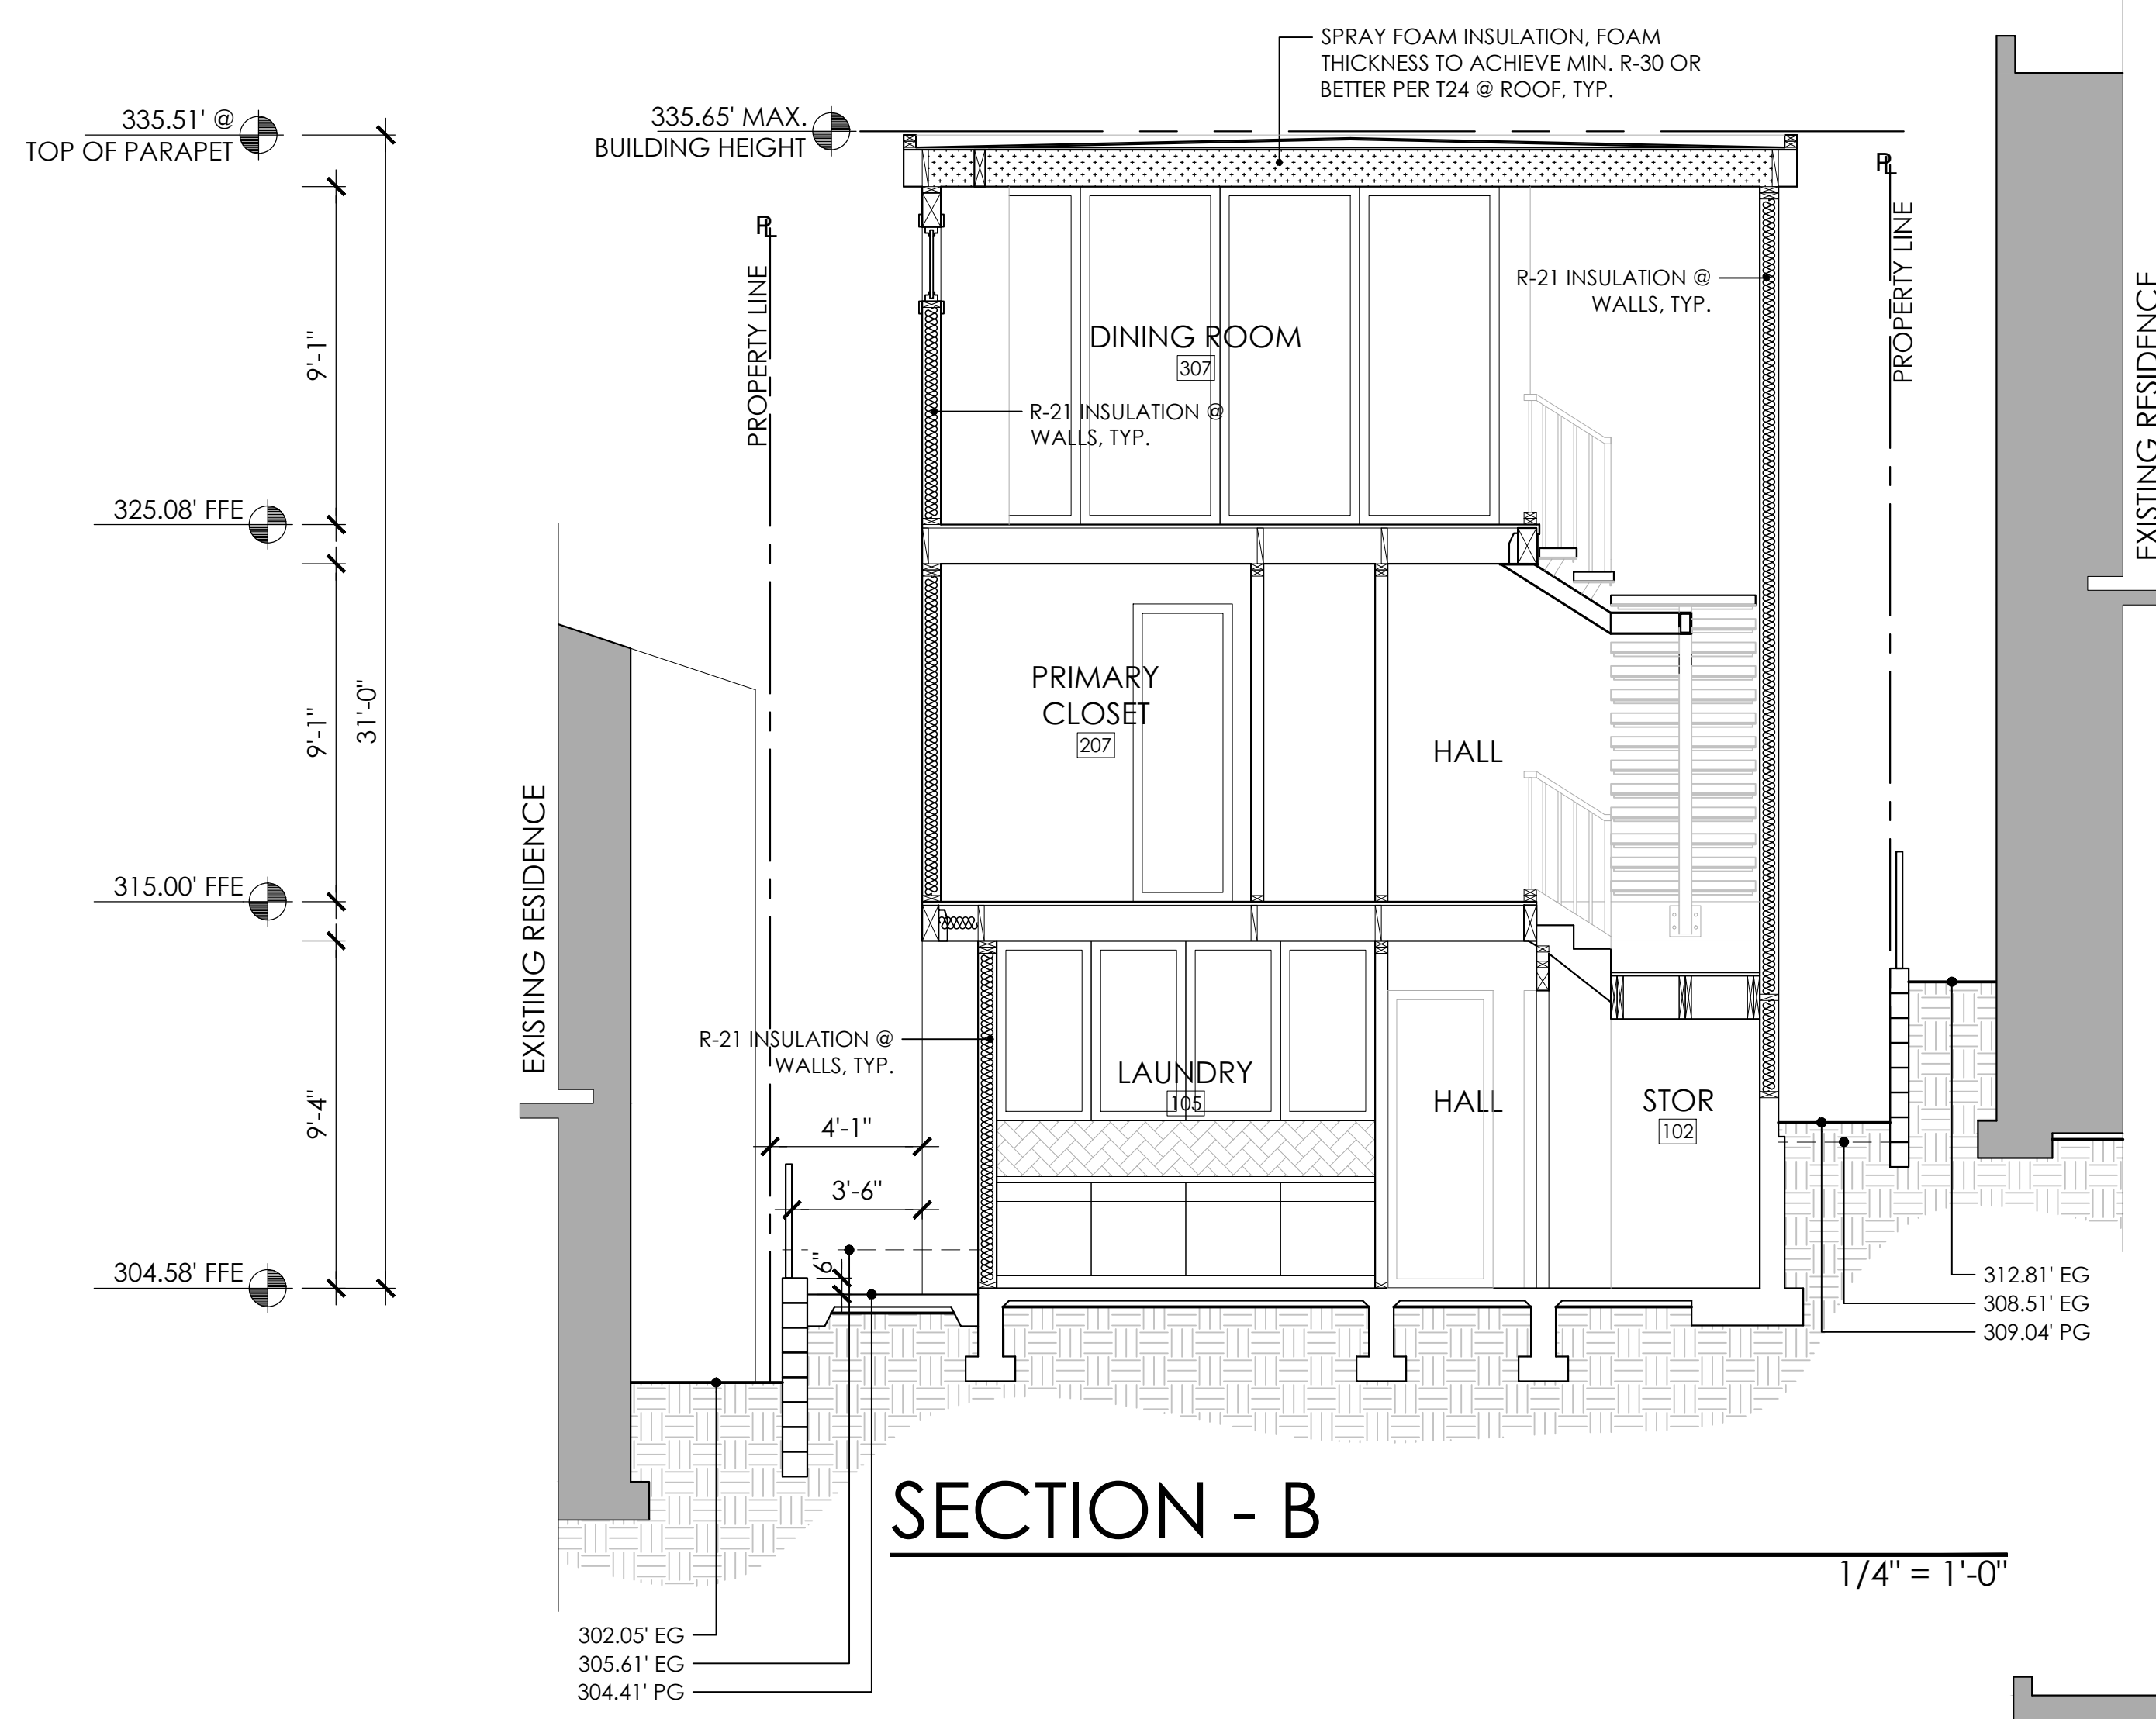 SPRAY FOAM INSULATION, FOAM
THICKNESS TO ACHIEVE MIN. R-30 OR
BETTER PER T24 @ ROOF, TYP.
335.51' @
TOP OF PARAPET
335.65' MAX.
BUILDING HEIGHT
PL
PROPERTY LINE
PL
PROPERTY LINE
R-21 INSULATION @
WALLS, TYP.
EXISTING RESIDENCE
9'-1"
DINING ROOM
307
R-21 INSULATION @
WALLS, TYP.
325.08' FFE
9'-1"
31'-0"
PRIMARY
CLOSET
207
HALL
315.00' FFE
EXISTING RESIDENCE
R-21 INSULATION @
WALLS, TYP.
9'-4"
LAUNDRY
105
HALL
STOR
102
4'-1"
3'-6"
6"
304.58' FFE
312.81' EG
308.51' EG
309.04' PG
SECTION - B
1/4" = 1'-0"
302.05' EG
305.61' EG
304.41' PG